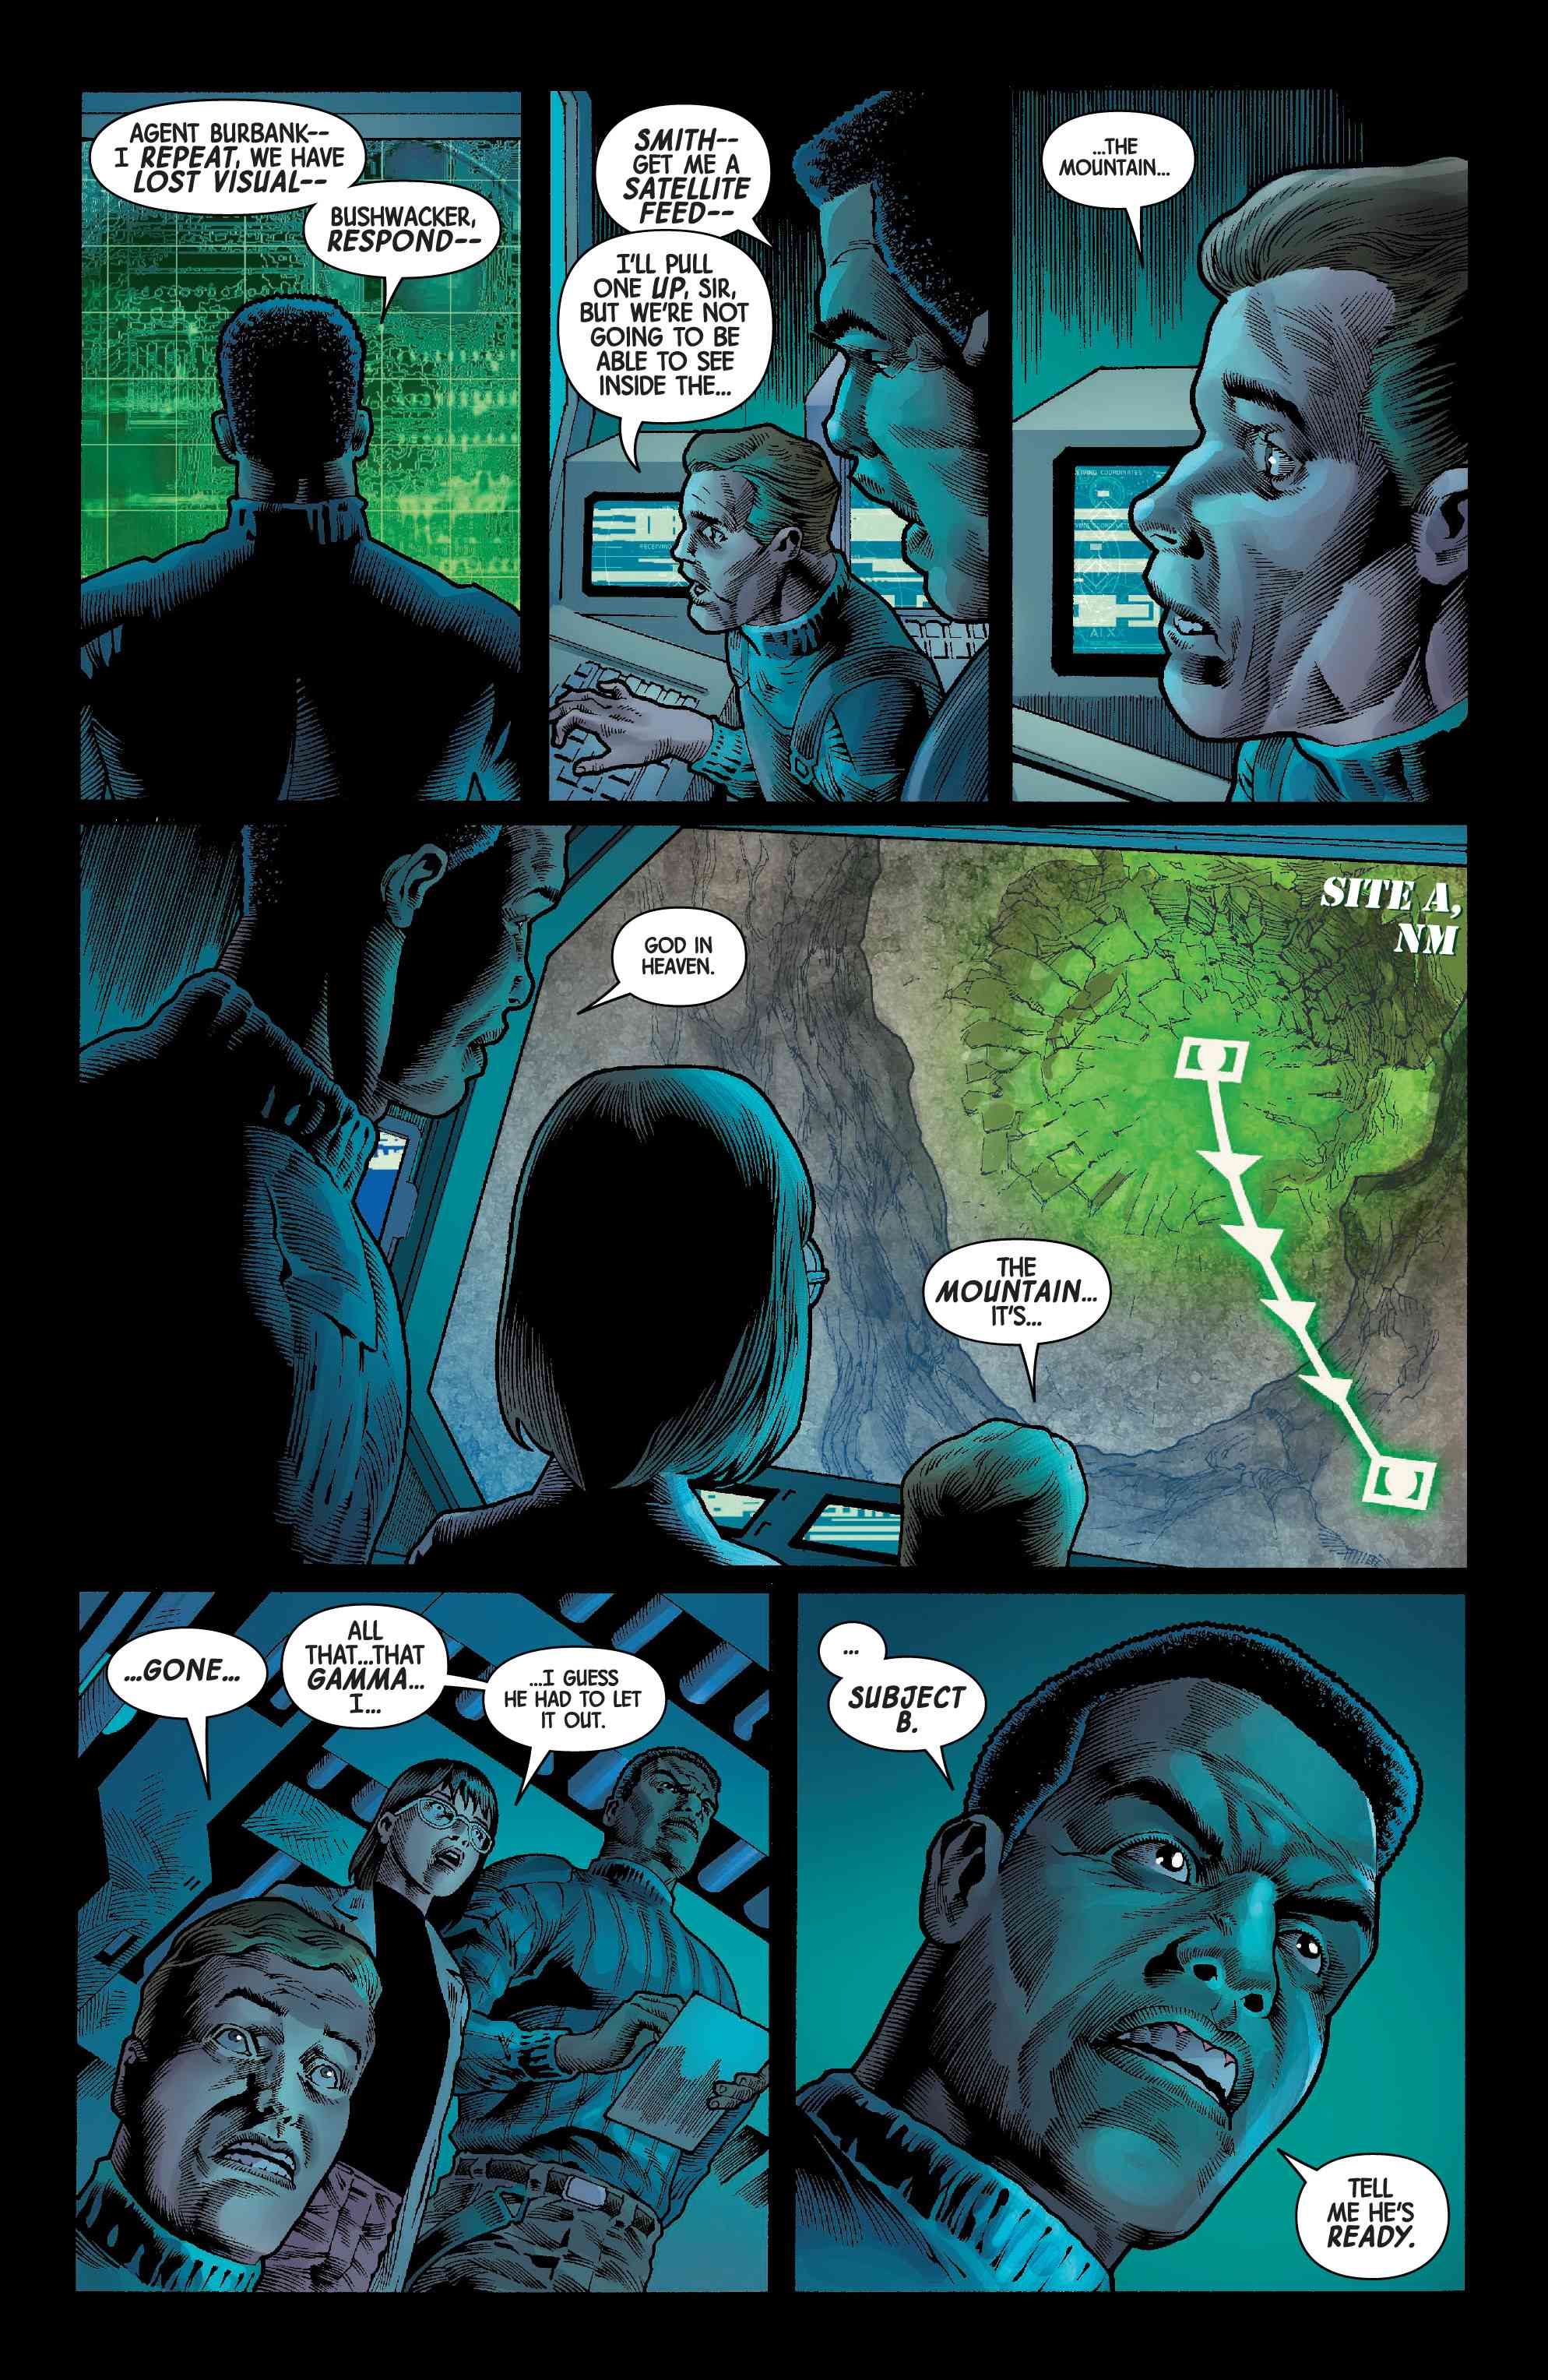 AGENT BURBANK--
I REPEAT, WE HAVE
LOST VISUAL--
BUSHWACKER,
RESPOND--
SMITH--
GET ME A
SATELLITE
FEED--
I'LL PULL
ONE UP, SIR,
BUT WE'RE NOT
GOING TO BE
ABLE TO SEE
INSIDE THE...
...THE
MOUNTAIN...
GOD IN
HEAVEN.
SITE A,
NM
THE
MOUNTAIN...
IT'S...
...GONE...
ALL
THAT...THAT
GAMMA...
I...
...I GUESS
HE HAD TO LET
IT OUT.
...
SUBJECT
B.
TELL
ME HE'S
READY.